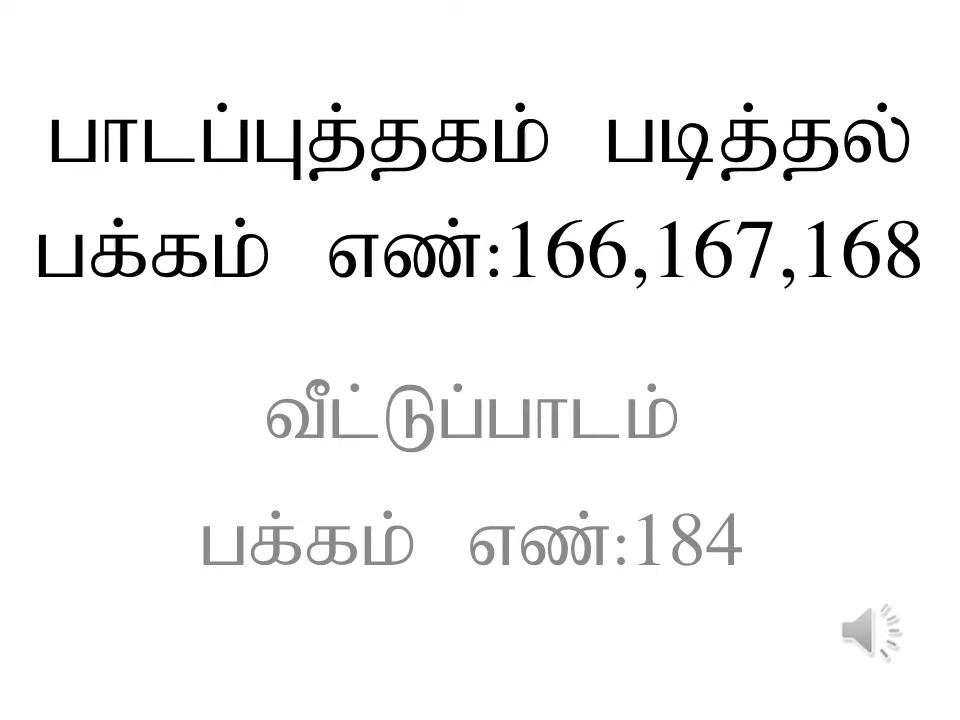 பாடப்புத்தகம் படித்தல்
பக்கம் எண்:166,167,168
வீட்டுப்பாடம்
பக்கம் எண்:184